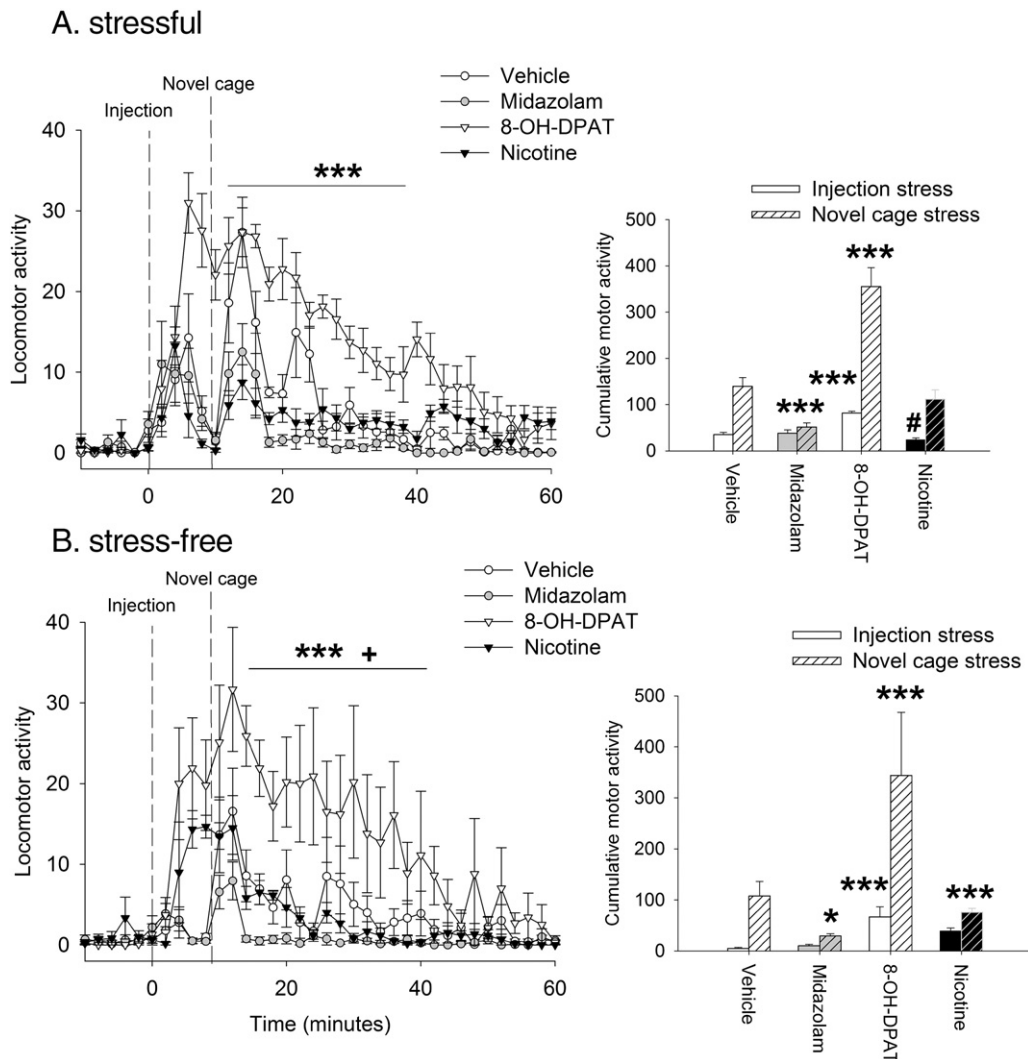 A. stressful
Novel cage
Injection
Vehicle
Midazolam
8-OH-DPAT
Nicotine
40
30
20
10
0
Locomotor activity
***
0
20
40
60
Injection stress
Novel cage stress
500
400
300
200
100
0
Cumulative motor activity
***
***
***
#
Vehicle
Midazolam
8-OH-DPAT
Nicotine
B. stress-free
Novel cage
Injection
Vehicle
Midazolam
8-OH-DPAT
Nicotine
40
30
20
10
0
Locomotor activity
*** +
0
20
40
60
Time (minutes)
Injection stress
Novel cage stress
500
400
300
200
100
0
Cumulative motor activity
***
***
***
*
Vehicle
Midazolam
8-OH-DPAT
Nicotine